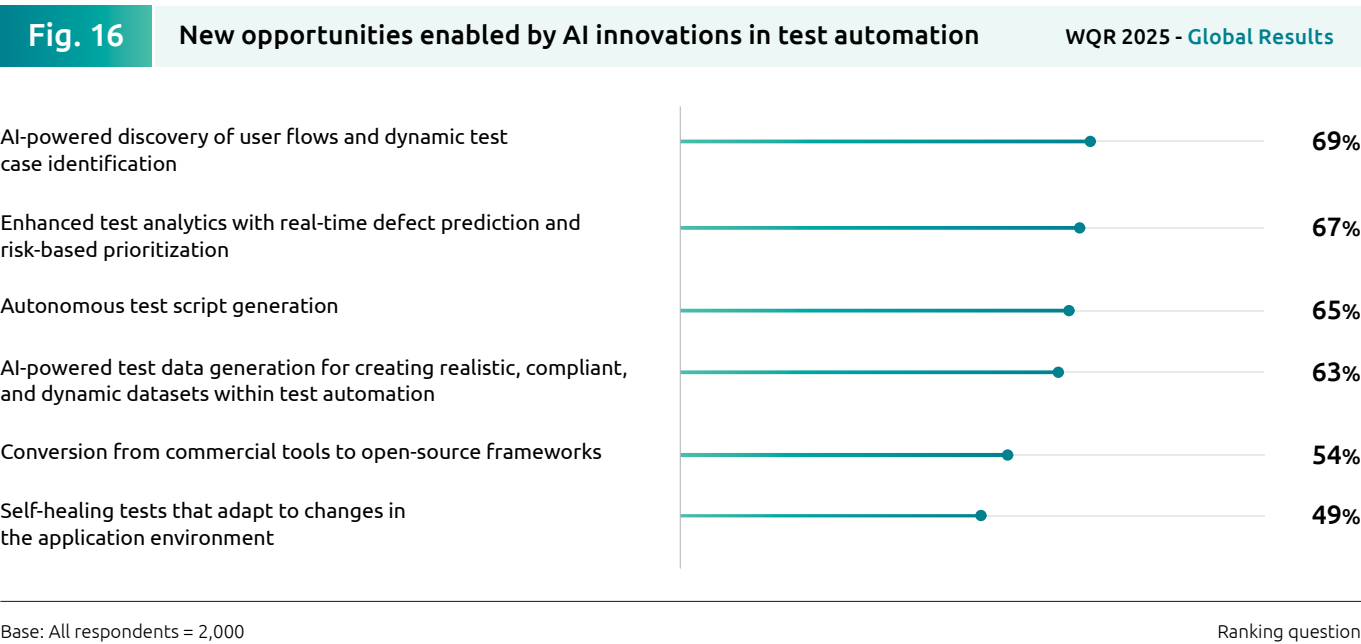 Fig. 16
New opportunities enabled by AI innovations in test automation
WQR 2025 - Global Results
AI-powered discovery of user flows and dynamic test
case identification
69%
Enhanced test analytics with real-time defect prediction and
risk-based prioritization
67%
Autonomous test script generation
65%
AI-powered test data generation for creating realistic, compliant,
and dynamic datasets within test automation
63%
Conversion from commercial tools to open-source frameworks
54%
Self-healing tests that adapt to changes in
the application environment
49%
Base: All respondents = 2,000
Ranking question